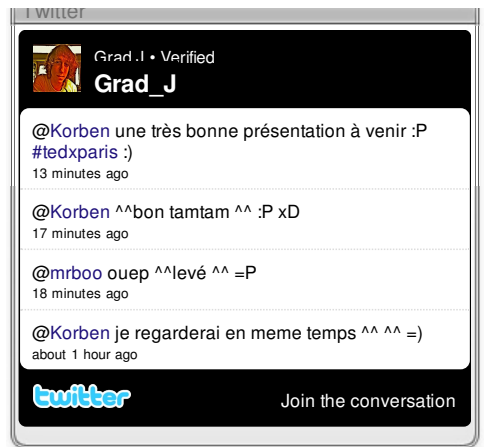 Twitter
Grad_J • Verified
Grad_J
@Korben une très bonne présentation à venir :P
#tedxparis :)
13 minutes ago
@Korben ^^bon tamtam ^^ :P xD
17 minutes ago
@mrboo ouep ^^levé ^^ =P
18 minutes ago
@Korben je regarderai en meme temps ^^ ^^ =)
about 1 hour ago
twitter
Join the conversation